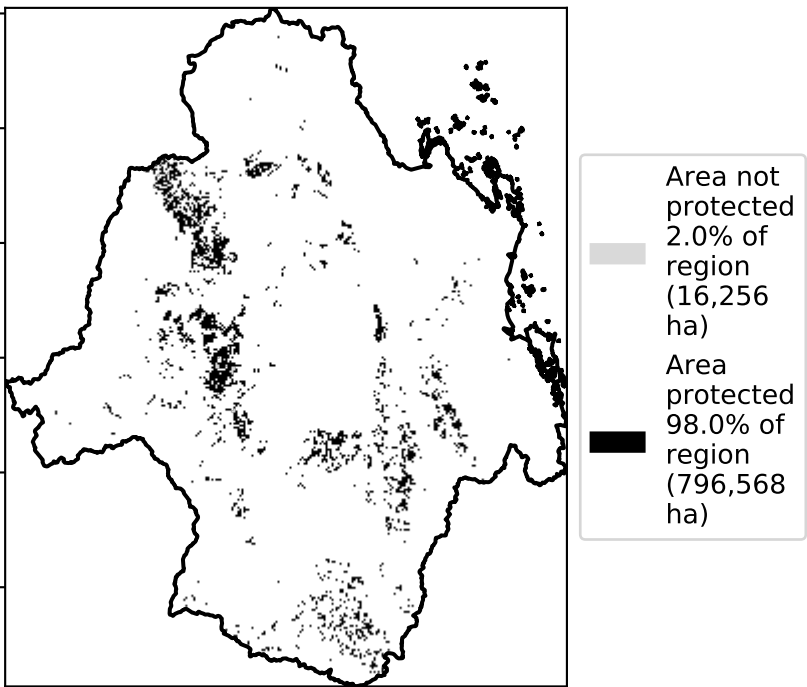 Area not
protected
2.0% of
region
(16,256
ha)
Area
protected
98.0% of
region
(796,568
ha)